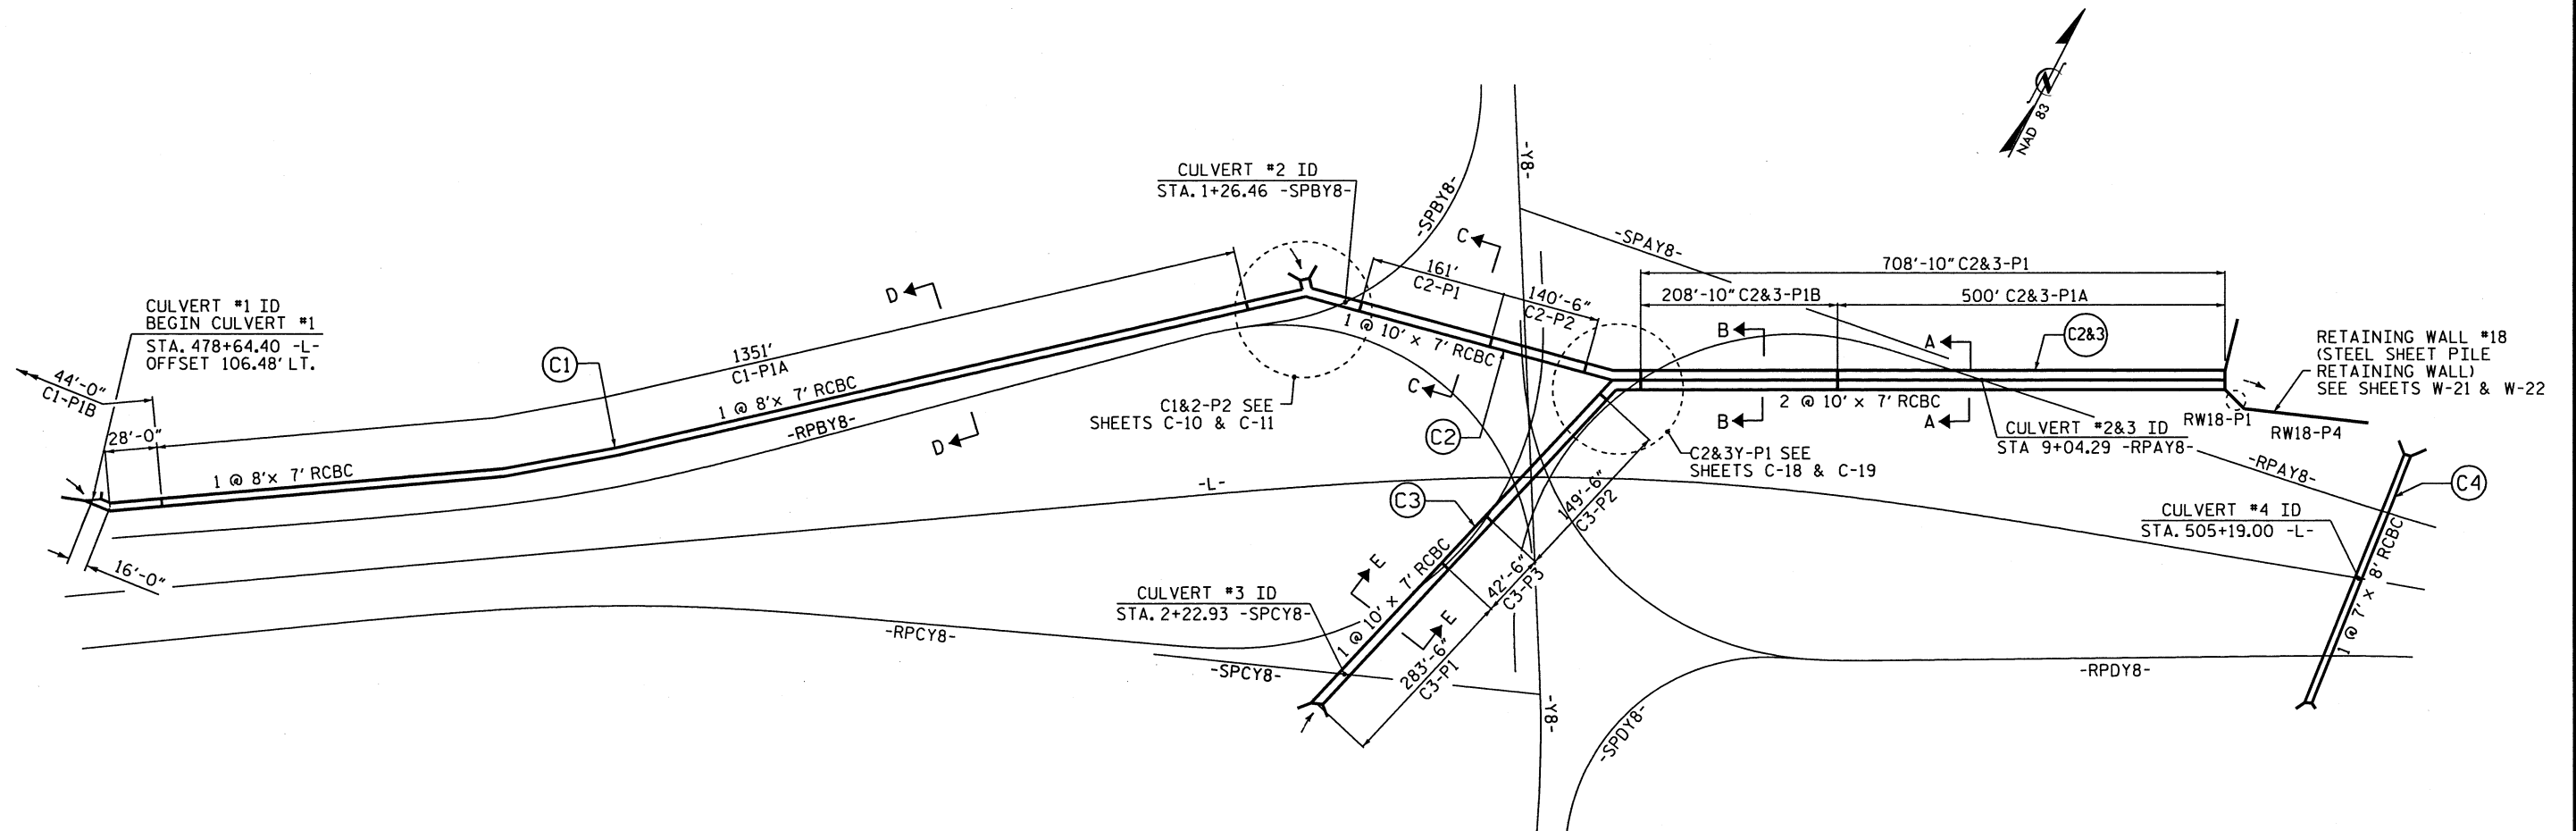 NAD 83
N
CULVERT #2 ID
STA. 1+26.46 -SPBY8-
-SPBY8-
-Y8-
-SPAY8-
C
161'
C2-P1
140'-6"
C2-P2
708'-10" C2&3-P1
208'-10" C2&3-P1B
500' C2&3-P1A
CULVERT #1 ID
BEGIN CULVERT #1
STA. 478+64.40 -L-
OFFSET 106.48' LT.
D
1351'
C1-P1A
C1
1 @ 8'x 7' RCBC
1 @ 10' x 7' RCBC
B
A
C2&3
RETAINING WALL #18
(STEEL SHEET PILE
RETAINING WALL)
SEE SHEETS W-21 & W-22
44'-0"
C1-P1B
28'-0"
1 @ 8'x 7' RCBC
-RPBY8-
D
C1&2-P2 SEE
SHEETS C-10 & C-11
C
C2
B
2 @ 10' x 7' RCBC
A
RW18-P1
RW18-P4
CULVERT #2&3 ID
STA 9+04.29 -RPAY8-
-RPAY8-
C2&3Y-P1 SEE
SHEETS C-18 & C-19
16'-0"
-L-
C3
149'-6"
C3-P2
C4
CULVERT #4 ID
STA. 505+19.00 -L-
1 @ 7' x 8' RCBC
CULVERT #3 ID
STA. 2+22.93 -SPCY8-
E
1 @ 10' x 7' RCBC
42'-6"
C3-P3
E
283'-6"
C3-P1
-RPCY8-
-SPCY8-
-Y8-
-SPDY8-
-RPDY8-